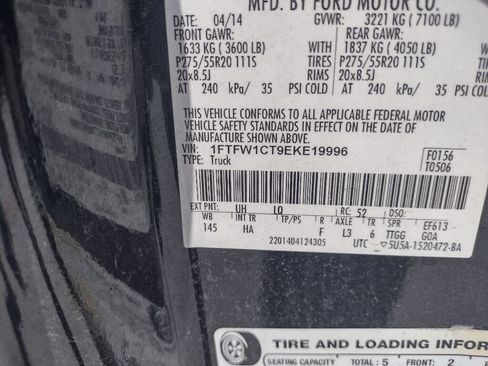 MFD. BY FORD MOTOR CO.
DATE: 04/14 GVWR: 3221 KG ( 7100 LB)
FRONT GAWR: REAR GAWR:
1633 KG ( 3600 LB) WITH 1837 KG ( 4050 LB)
P275/55R20 111S TIRES P275/55R20 111S
20x8.5J RIMS 20x8.5J
AT 240 kPa/ 35 PSI COLD AT 240 kPa/ 35 PSI COLD
THIS VEHICLE CONFORMS TO ALL APPLICABLE FEDERAL MOTOR
VEHICLE SAFETY AND THEFT PREVENTION STANDARDS IN EFFECT ON THE DATE OF
MANUFACTURE SHOWN ABOVE.
VIN: 1FTFW1CT9EKE19996
TYPE: Truck
F0156
T0506
EXT PNT: UH LQ RC: 52 DSO:
WB INT TR TP/PS R AXLE TR SPR EF613
145 HA F L3 6 TTGG GOA
2201404124305 UTC 5U5A-1520472-BA
TIRE AND LOADING INFOR
SEATING CAPACITY TOTAL : 5 FRONT: 2